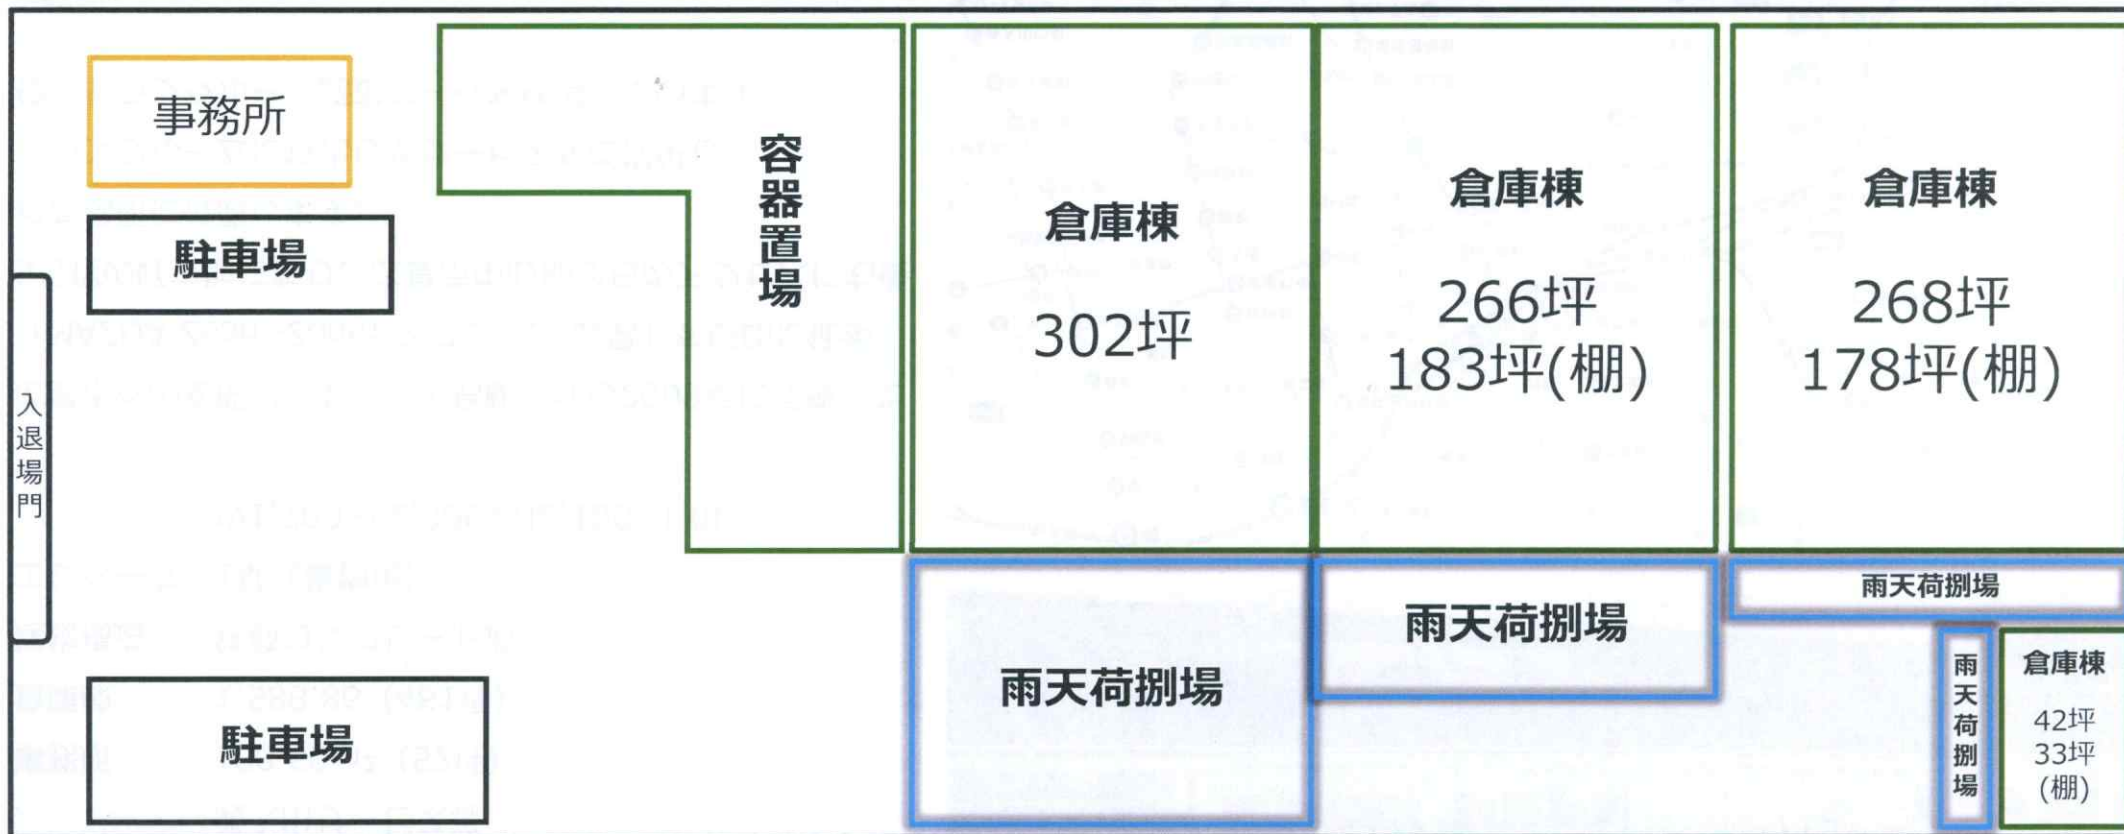 事務所
駐車場
入退場門
駐車場
容器置場
倉庫棟
302坪
倉庫棟
266坪
183坪(棚)
倉庫棟
268坪
178坪(棚)
雨天荷捌場
雨天荷捌場
雨天荷捌場
雨天荷捌場
倉庫棟
42坪
33坪
(棚)